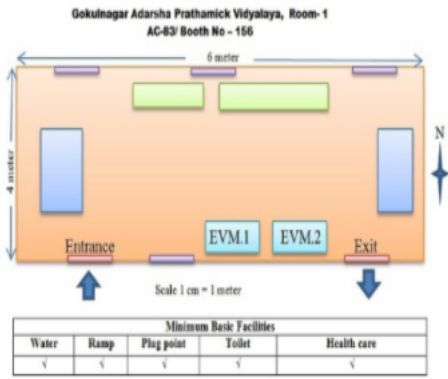 Gokulnagar Adarsha Prathamick Vidyalaya, Room- 1
AC-83/ Booth No – 156
6 meter
4 meter
N
EVM.1 EVM.2
Entrance Exit
Scale 1 cm = 1 meter
Minimum Basic Facilities
Water Ramp Plug point Toilet Health care
√ √ √ √ √